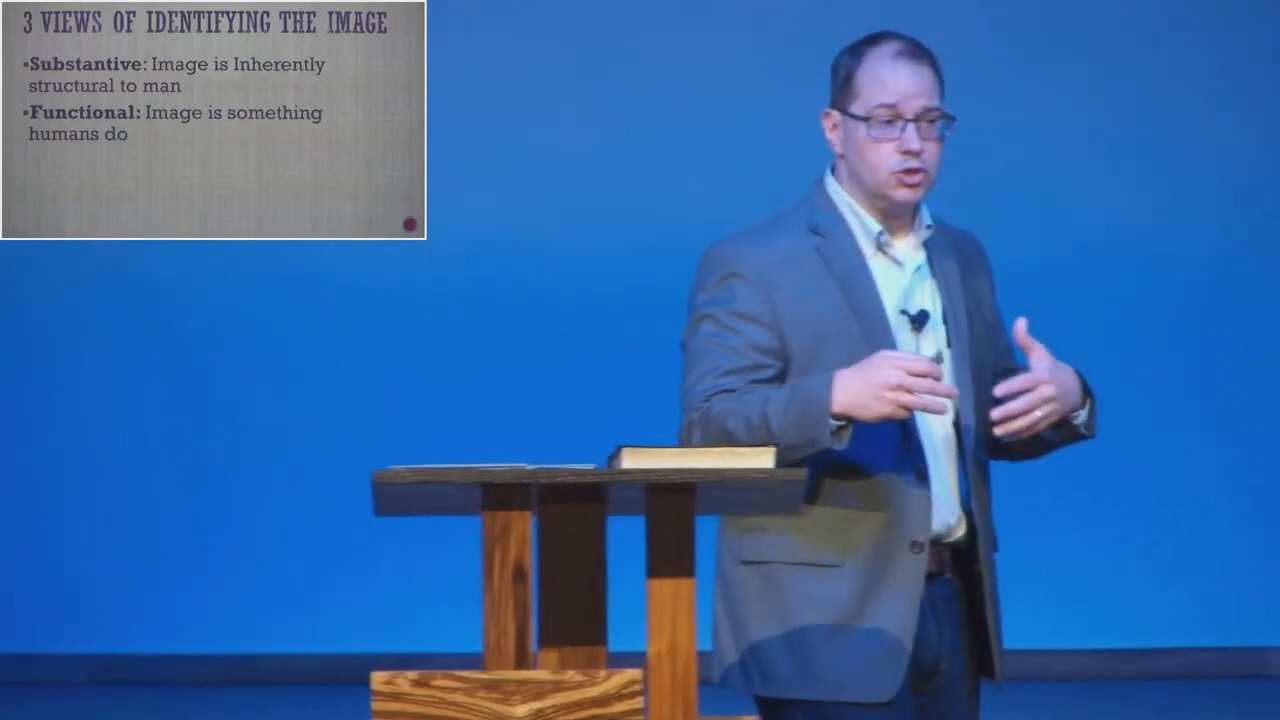 3 VIEWS OF IDENTIFYING THE IMAGE
▪Substantive: Image is Inherently
structural to man
▪Functional: Image is something
humans do